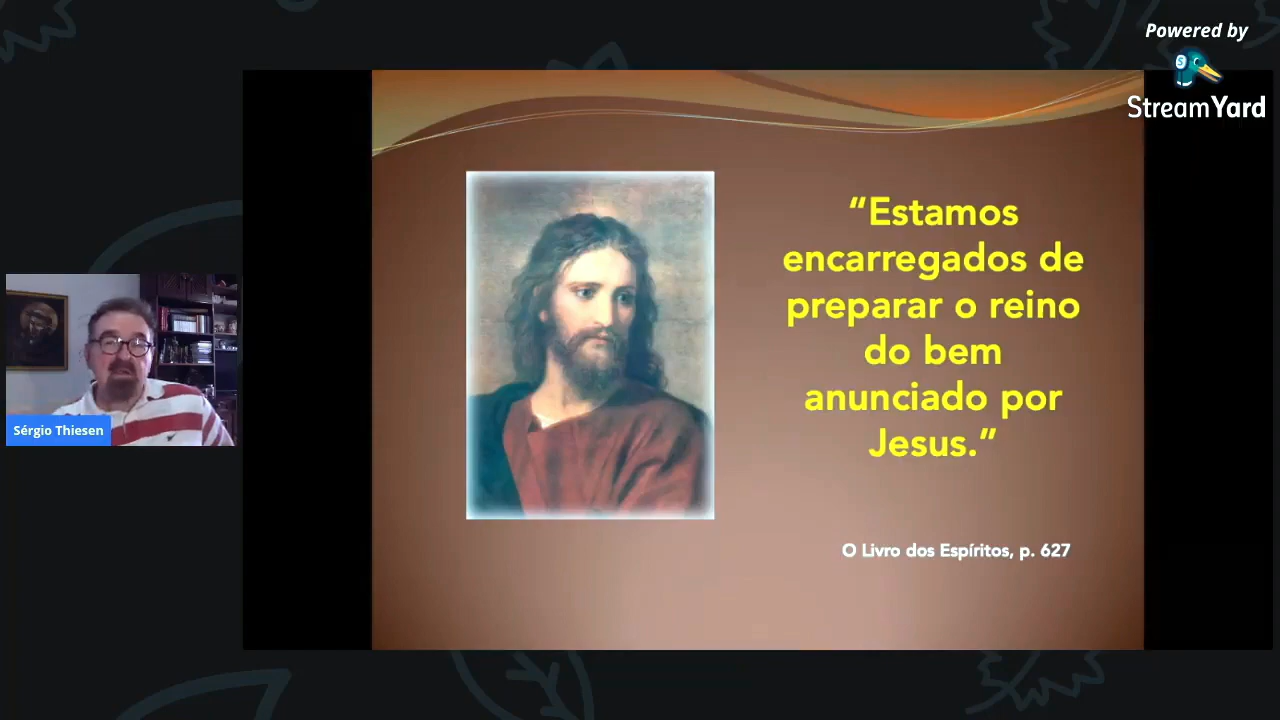 Powered by
StreamYard
“Estamos
encarregados de
preparar o reino
do bem
anunciado por
Jesus.”
O Livro dos Espíritos, p. 627
Sérgio Thiesen